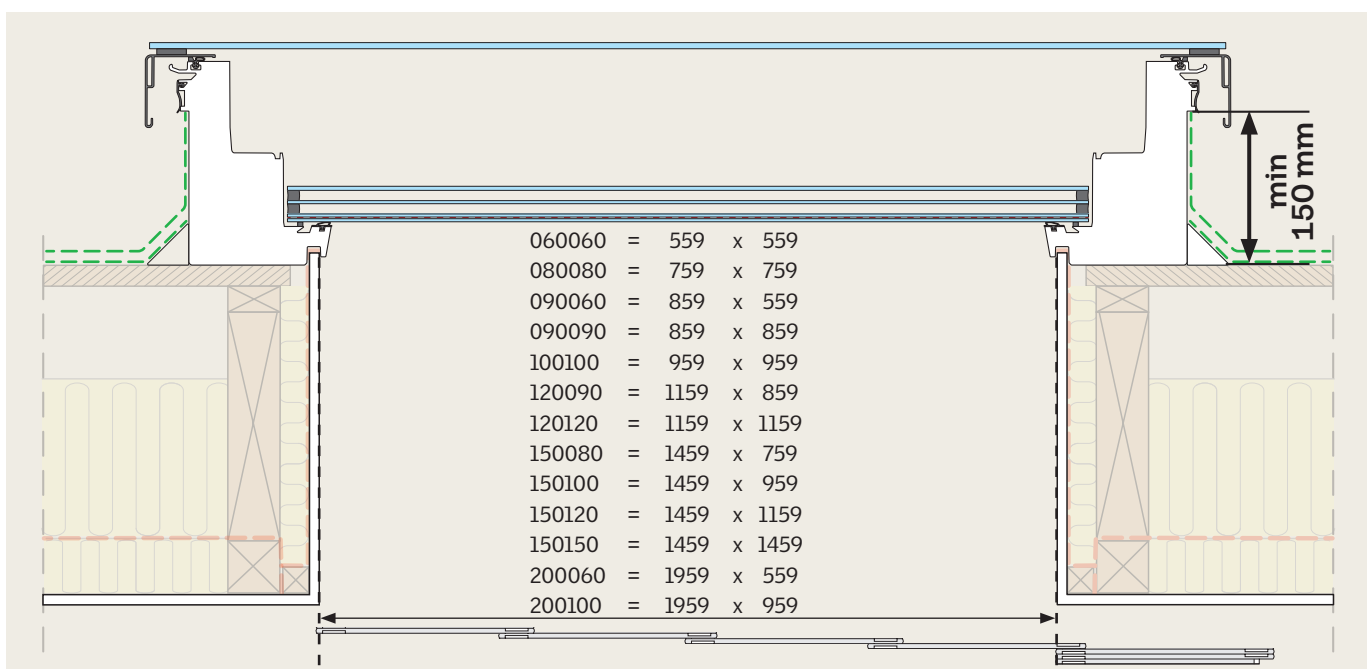 min
150 mm
060060 = 559 x 559
080080 = 759 x 759
090060 = 859 x 559
090090 = 859 x 859
100100 = 959 x 959
120090 = 1159 x 859
120120 = 1159 x 1159
150080 = 1459 x 759
150100 = 1459 x 959
150120 = 1459 x 1159
150150 = 1459 x 1459
200060 = 1959 x 559
200100 = 1959 x 959